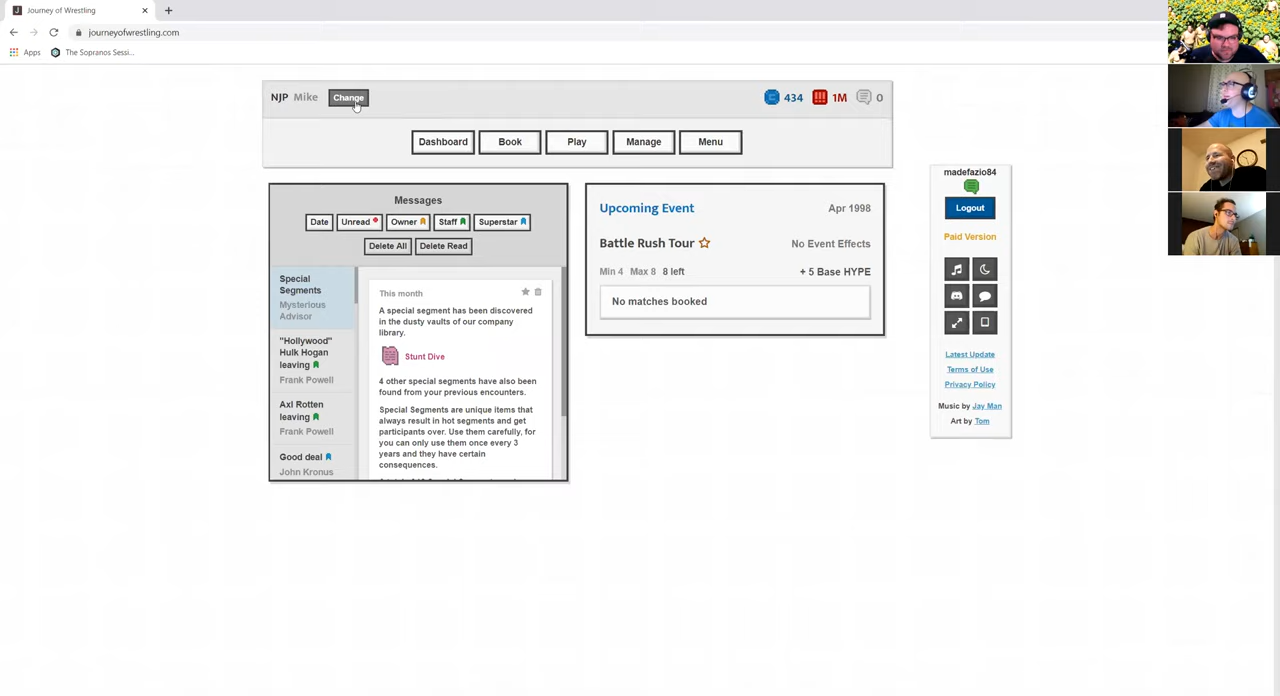 Journey of Wrestling
journeyofwrestling.com
Apps
The Sopranos Sessi...
NJP Mike Change
434 1M 0
Dashboard Book Play Manage Menu
Messages
Date Unread Owner Staff Superstar
Delete All Delete Read
Special
Segments
Mysterious
Advisor
"Hollywood"
Hulk Hogan
leaving
Frank Powell
Axl Rotten
leaving
Frank Powell
Good deal
John Kronus
This month
A special segment has been discovered
in the dusty vaults of our company
library.
Stunt Dive
4 other special segments have also been
found from your previous encounters.
Special Segments are unique items that
always result in hot segments and get
participants over. Use them carefully, for
you can only use them once every 3
years and they have certain
consequences.
Upcoming Event Apr 1998
Battle Rush Tour No Event Effects
Min 4 Max 8 8 left + 5 Base HYPE
No matches booked
madefazio84
Logout
Paid Version
Latest Update
Terms of Use
Privacy Policy
Music by Jay Man
Art by Tom